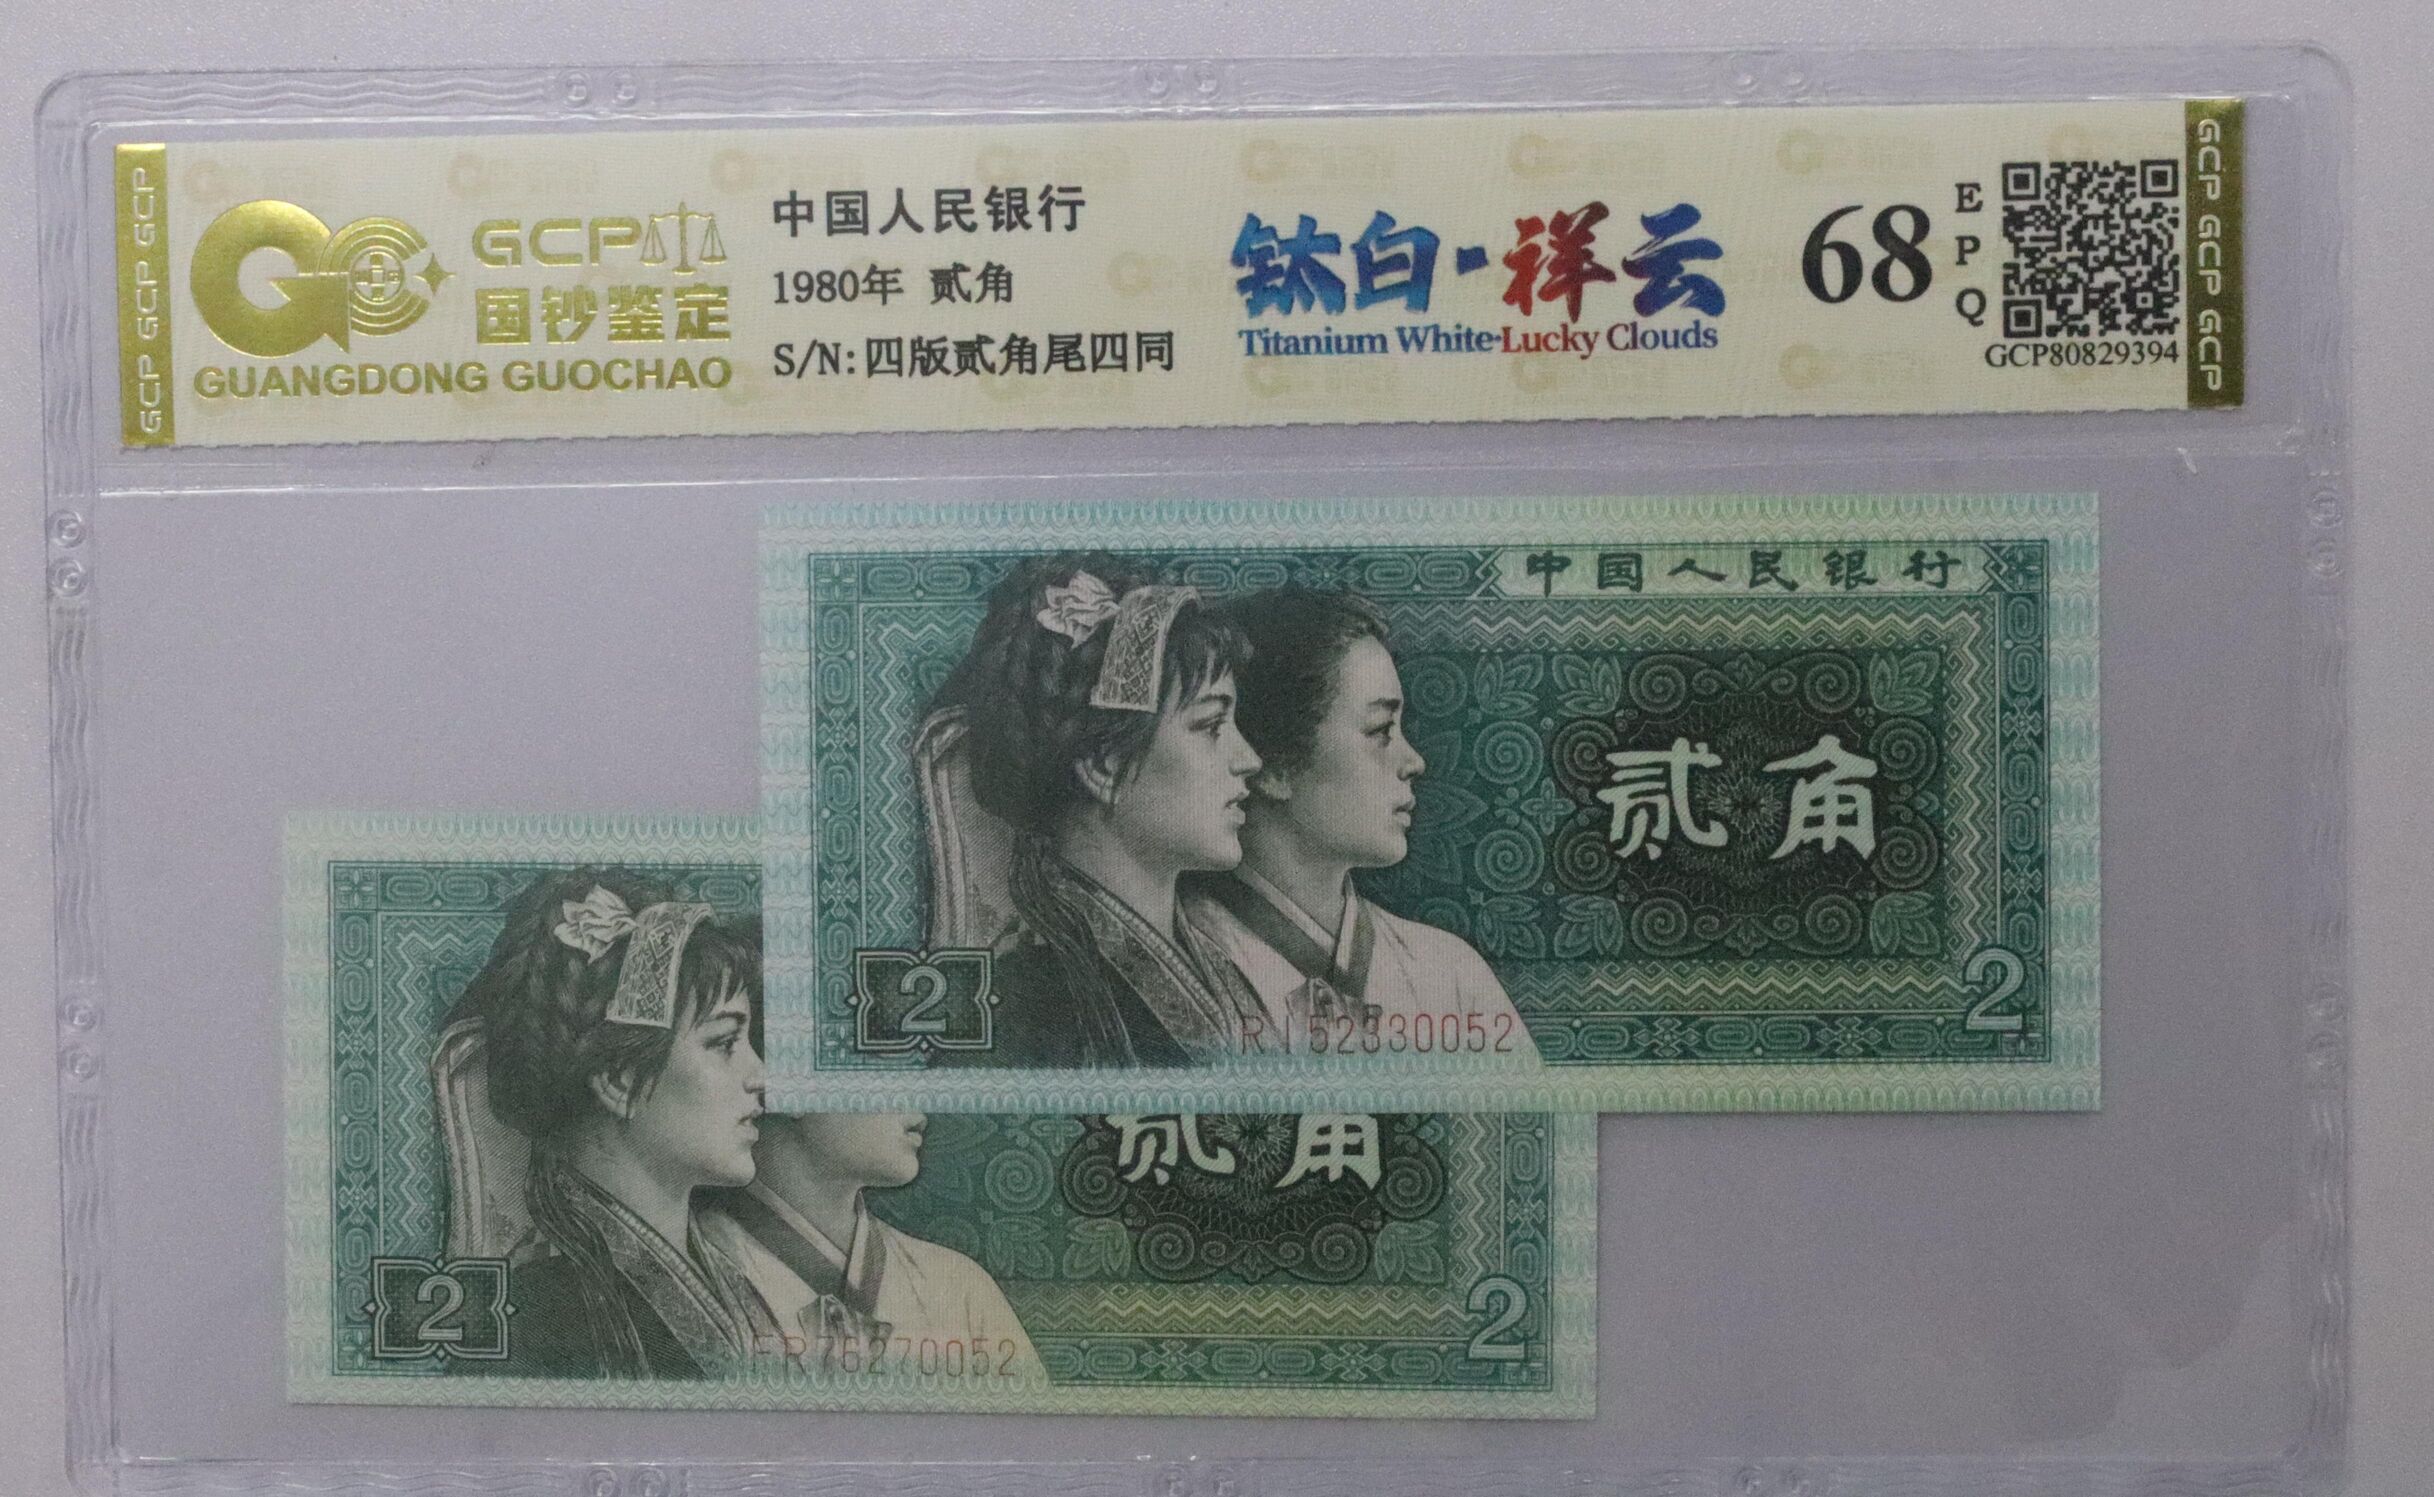 GCP GCP GCP
GCP
国钞鉴定
GUANGDONG GUOCHAO
中国人民银行
1980年 贰角
S/N:四版贰角尾四同
钛白·祥云
Titanium White·Lucky Clouds
68
EPQ
GCP80829394
GCP GCP GCP
中国人民银行
贰角
2
2
RI52330052
贰角
2
2
FR76270052